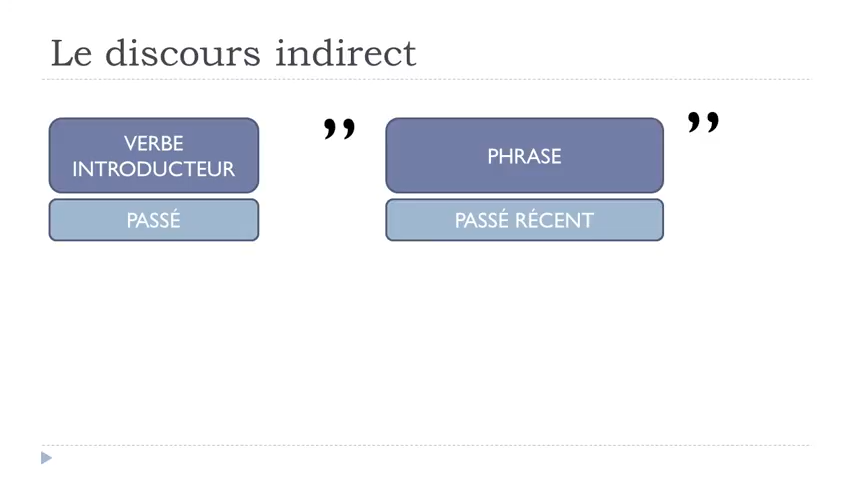 Le discours indirect
VERBE
INTRODUCTEUR
”
PHRASE
”
PASSÉ
PASSÉ RÉCENT